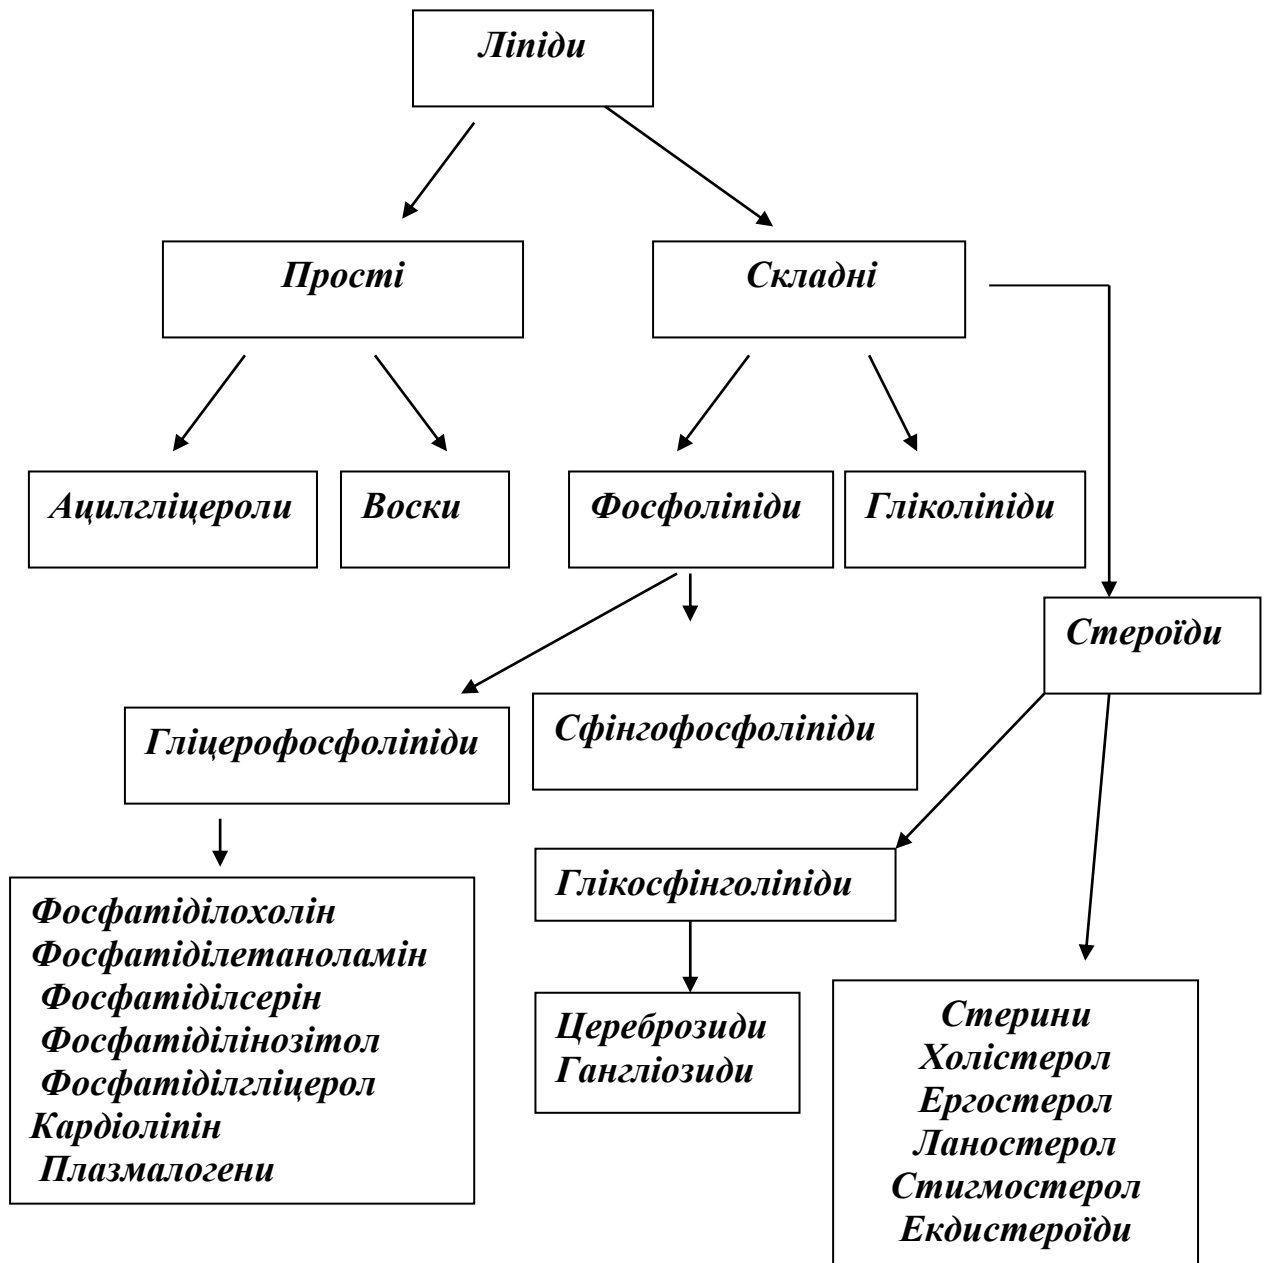 Ліпіди
Прості
Складні
Ацилгліцероли
Воски
Фосфоліпіди
Гліколіпіди
Стероїди
Гліцерофосфоліпіди
Сфінгофосфоліпіди
Глікосфінголіпіди
Фосфатіділохолін
Фосфатіділетаноламін
Фосфатіділсерін
Фосфатіділінозітол
Фосфатіділгліцерол
Кардіоліпін
Плазмалогени
Цереброзиди
Гангліозиди
Стерини
Холістерол
Ергостерол
Ланостерол
Стигмостерол
Екдистероїди